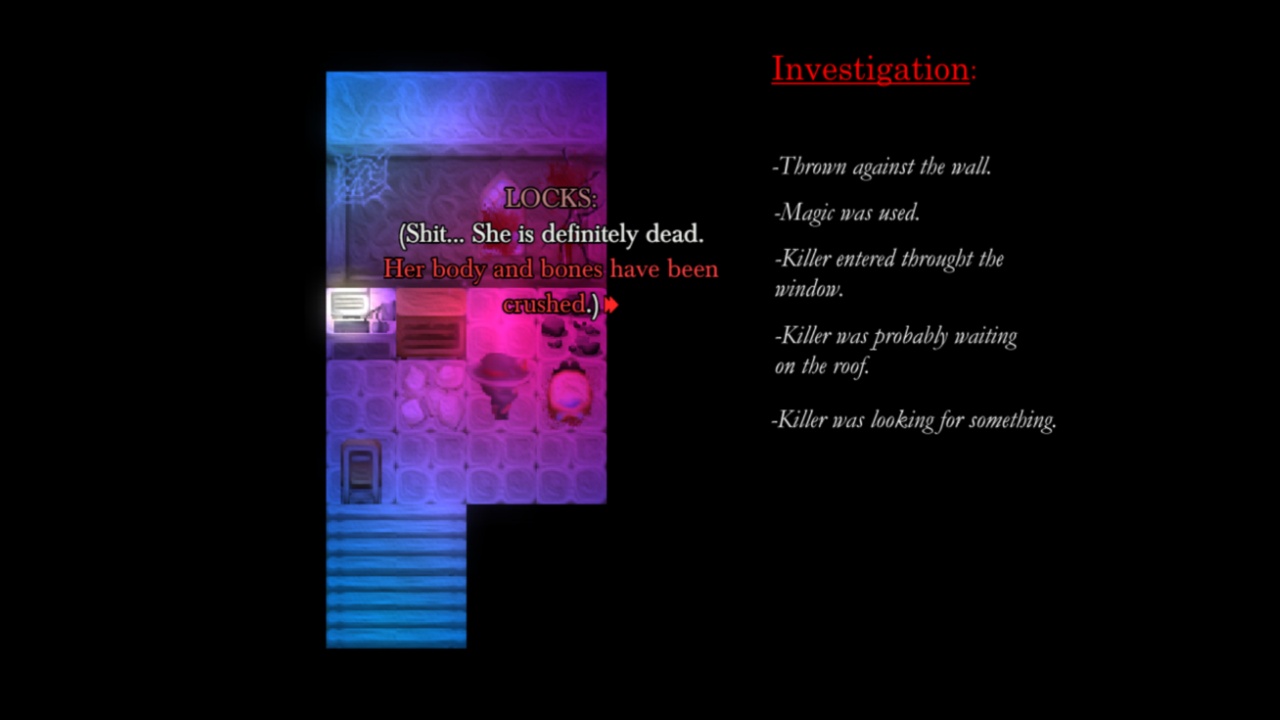 Investigation:
-Thrown against the wall.
-Magic was used.
-Killer entered throught the
window.
-Killer was probably waiting
on the roof.
-Killer was looking for something.
LOCKS:
(Shit... She is definitely dead.
Her body and bones have been
crushed.)